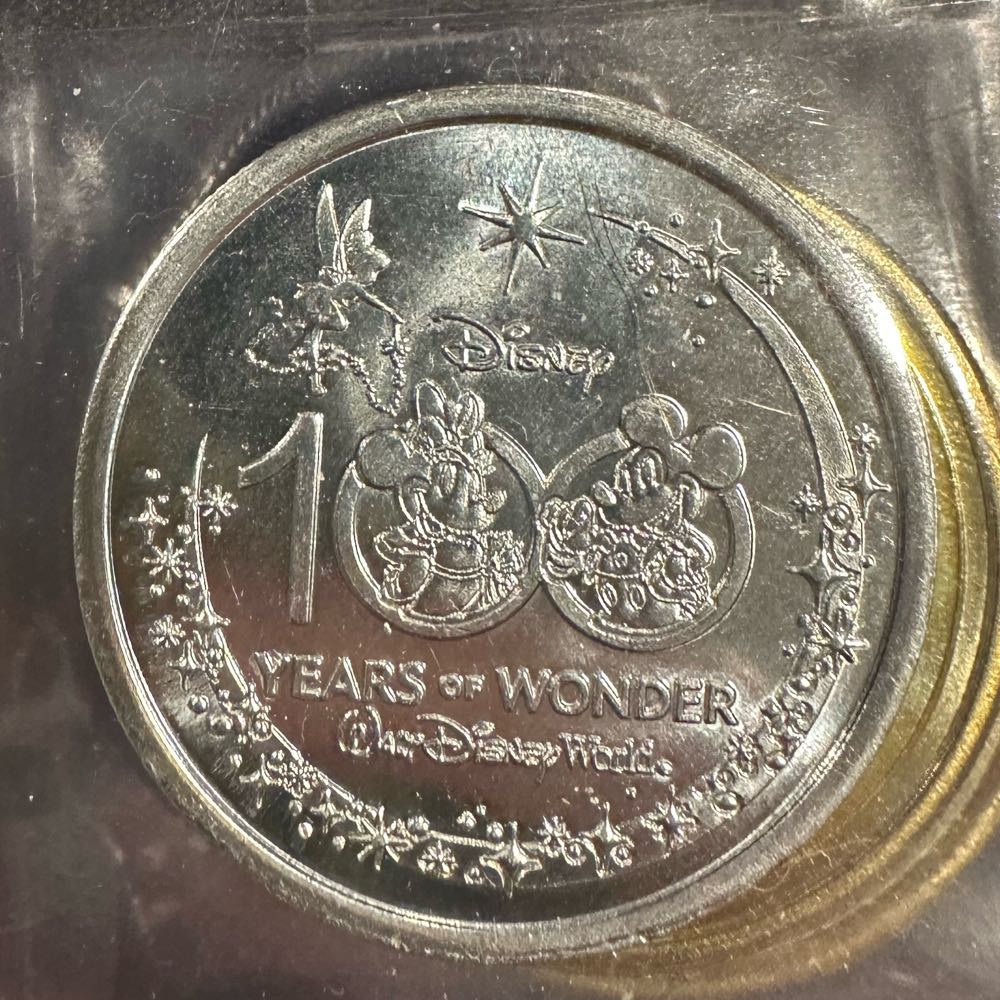 Disney
100
YEARS OF WONDER
Walt Disney World®